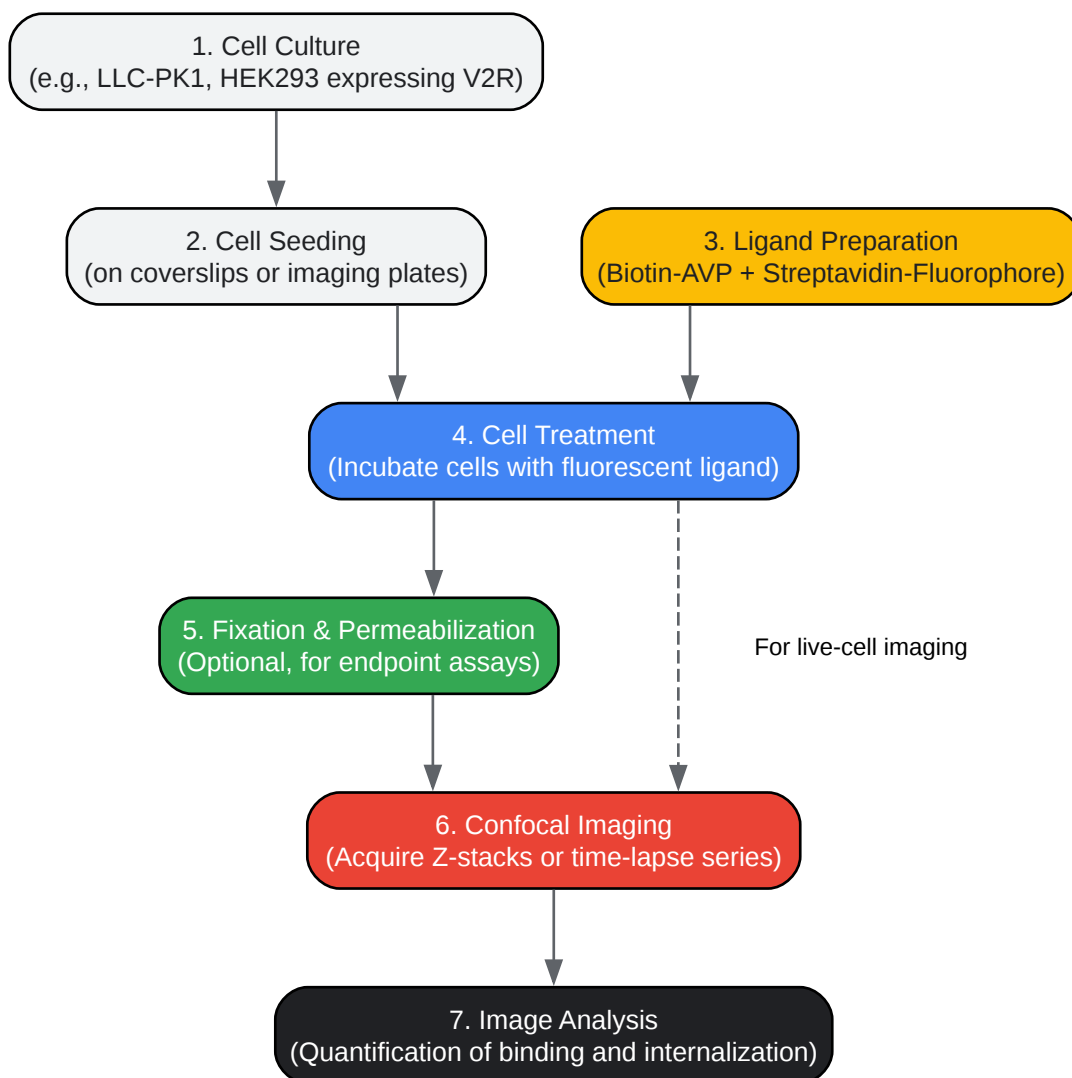 1. Cell Culture
(e.g., LLC-PK1, HEK293 expressing V2R)
2. Cell Seeding
(on coverslips or imaging plates)
3. Ligand Preparation
(Biotin-AVP + Streptavidin-Fluorophore)
4. Cell Treatment
(Incubate cells with fluorescent ligand)
5. Fixation & Permeabilization
(Optional, for endpoint assays)
For live-cell imaging
6. Confocal Imaging
(Acquire Z-stacks or time-lapse series)
7. Image Analysis
(Quantification of binding and internalization)